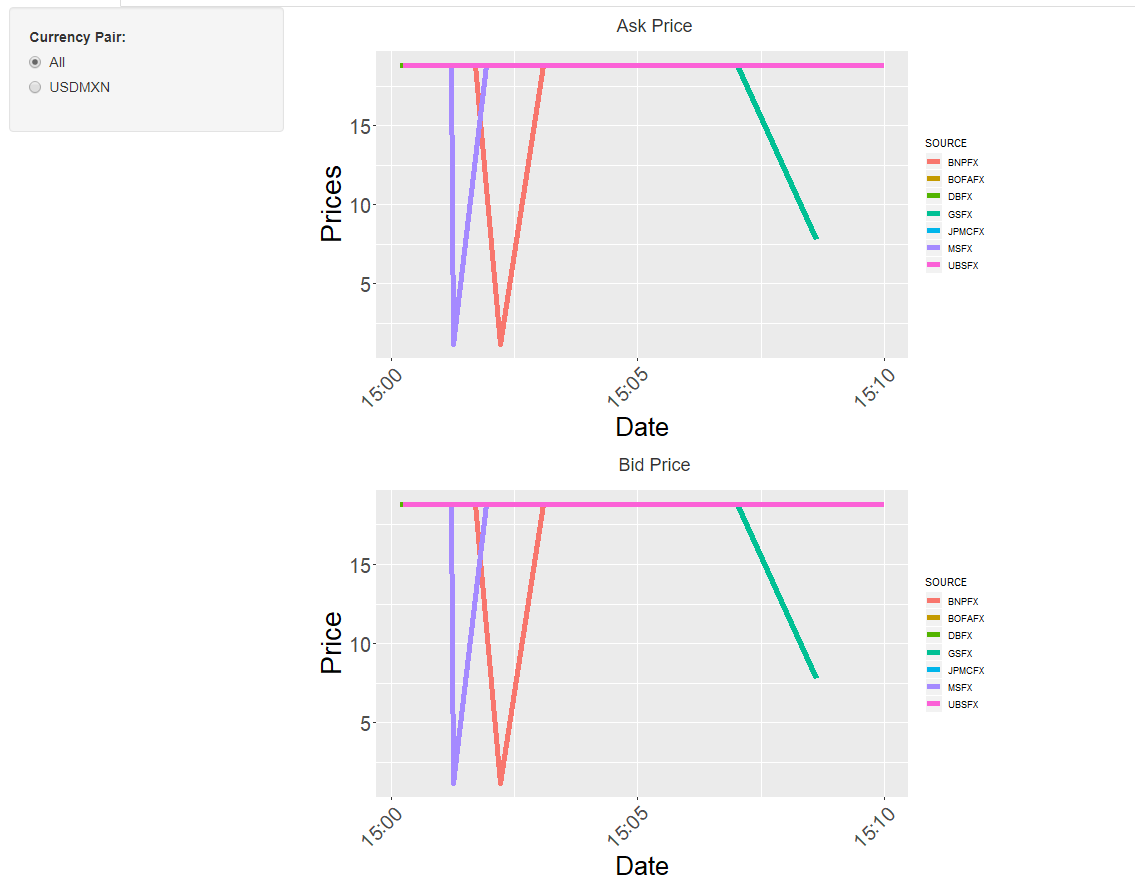 Currency Pair:
All
USDMXN
Ask Price
Prices
15
10
5
15:00
15:05
15:10
Date
SOURCE
BNPFX
BOFAFX
DBFX
GSFX
JPMCFX
MSFX
UBSFX
Bid Price
Price
15
10
5
15:00
15:05
15:10
Date
SOURCE
BNPFX
BOFAFX
DBFX
GSFX
JPMCFX
MSFX
UBSFX